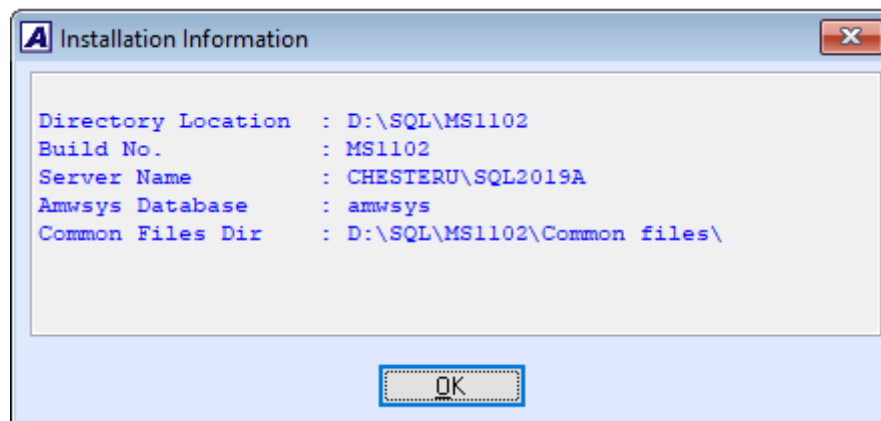 A Installation Information
Directory Location : D:\SQL\MS1102
Build No. : MS1102
Server Name : CHESTERU\SQL2019A
Amwsys Database : amwsys
Common Files Dir : D:\SQL\MS1102\Common files\
OK